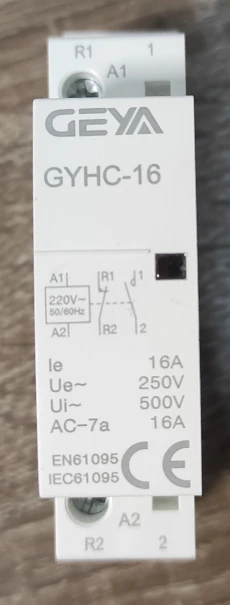 R1 1
A1
GEYA
GYHC-16
A1 R1 1
220V~
50/60Hz
A2 R2 2
Ie 16A
Ue~ 250V
Ui~ 500V
AC-7a 16A
EN61095
IEC61095 CE
A2
R2 2